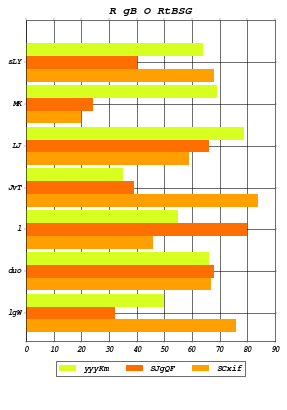 R gB O RtBSG
sLY
MK
LJ
JvT
l
duo
lgW
0 10 20 30 40 50 60 70 80 90
yyyKm SJgQF SCxif